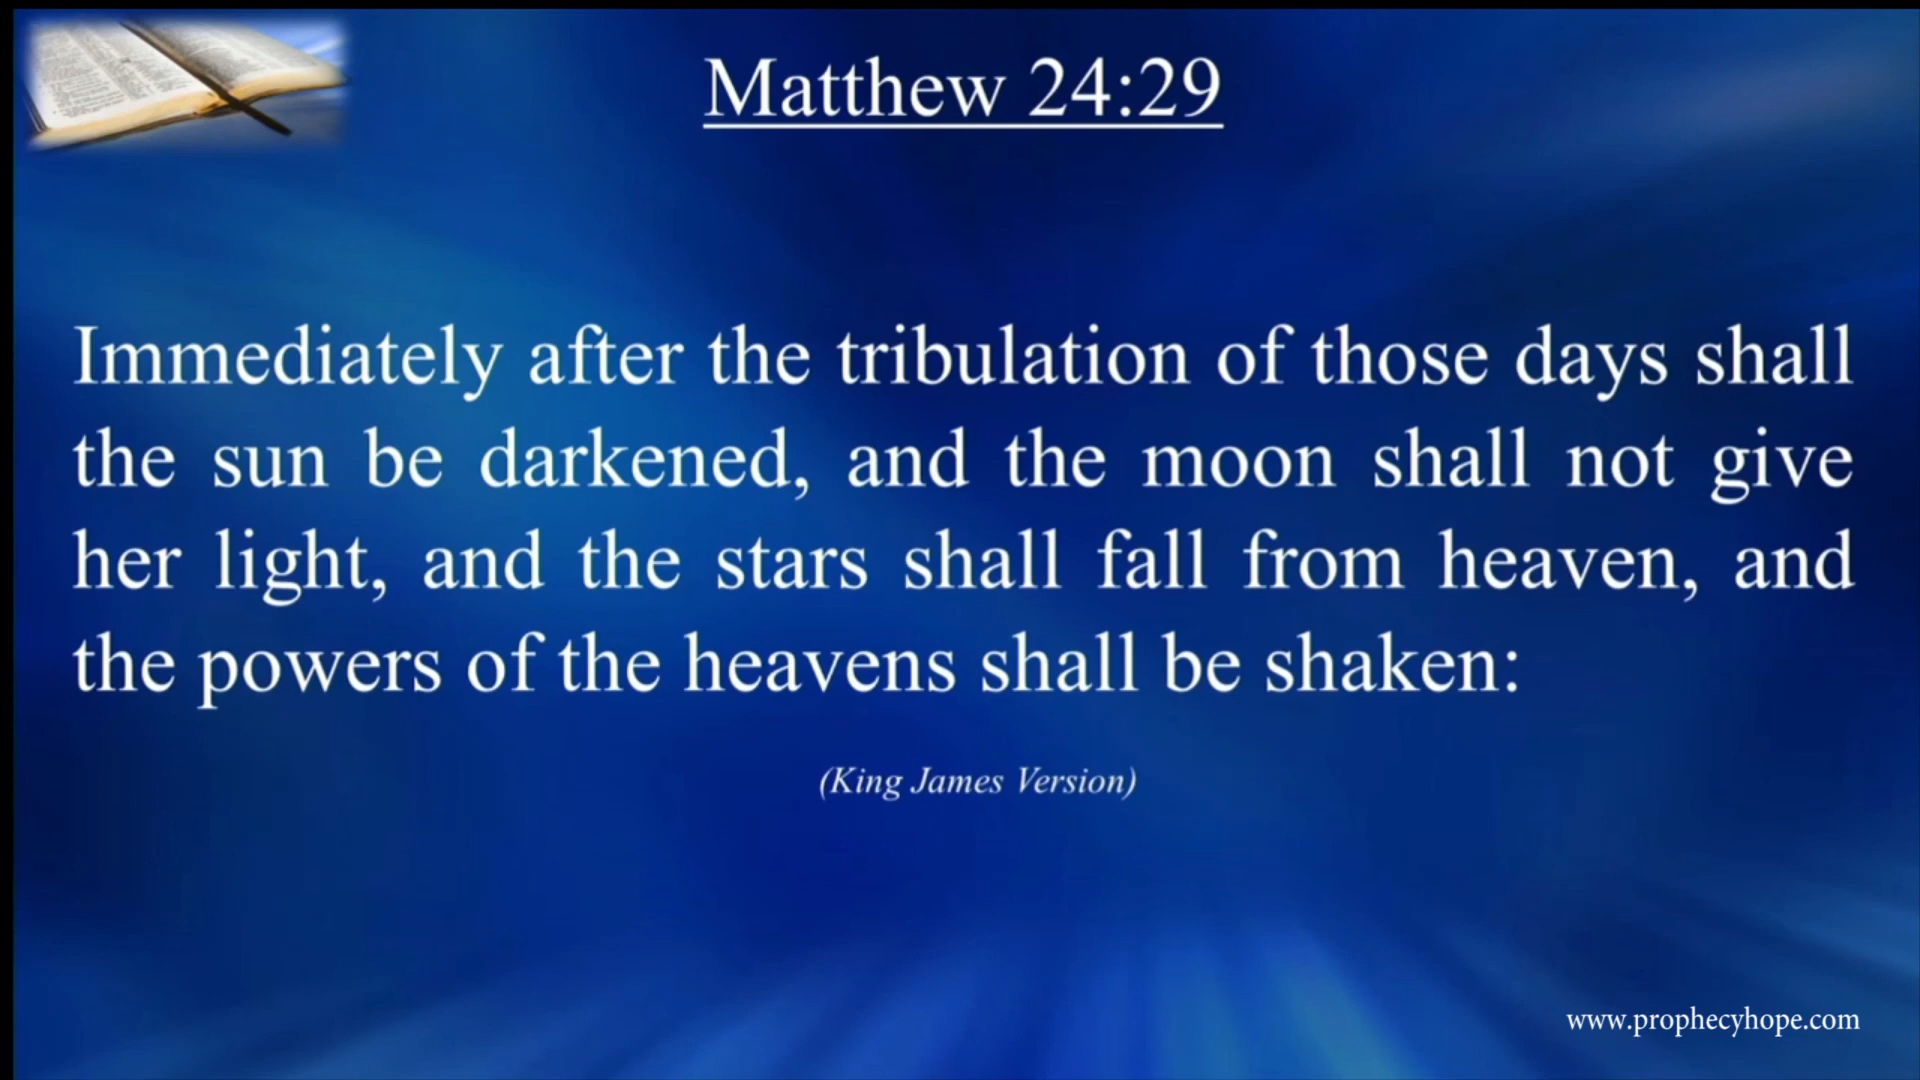 Matthew 24:29
Immediately after the tribulation of those days shall
the sun be darkened, and the moon shall not give
her light, and the stars shall fall from heaven, and
the powers of the heavens shall be shaken:
(King James Version)
www.prophecyhope.com